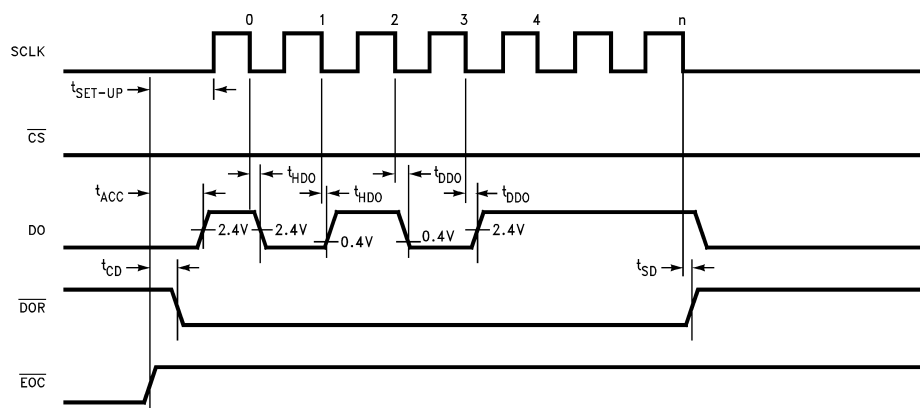 0 1 2 3 4 n
SCLK
tSET-UP
CS
tHDO tDDO
tACC tHDO tDDO
DO 2.4V 2.4V 0.4V 0.4V 2.4V
tCD tSD
DOR
EOC